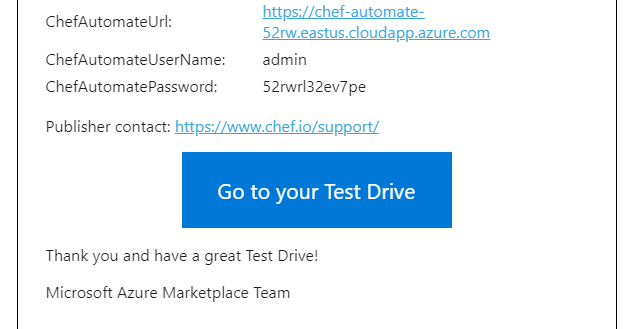 ChefAutomateUrl: https://chef-automate-
52rw.eastus.cloudapp.azure.com
ChefAutomateUserName: admin
ChefAutomatePassword: 52rwrl32ev7pe
Publisher contact: https://www.chef.io/support/
Go to your Test Drive
Thank you and have a great Test Drive!
Microsoft Azure Marketplace Team